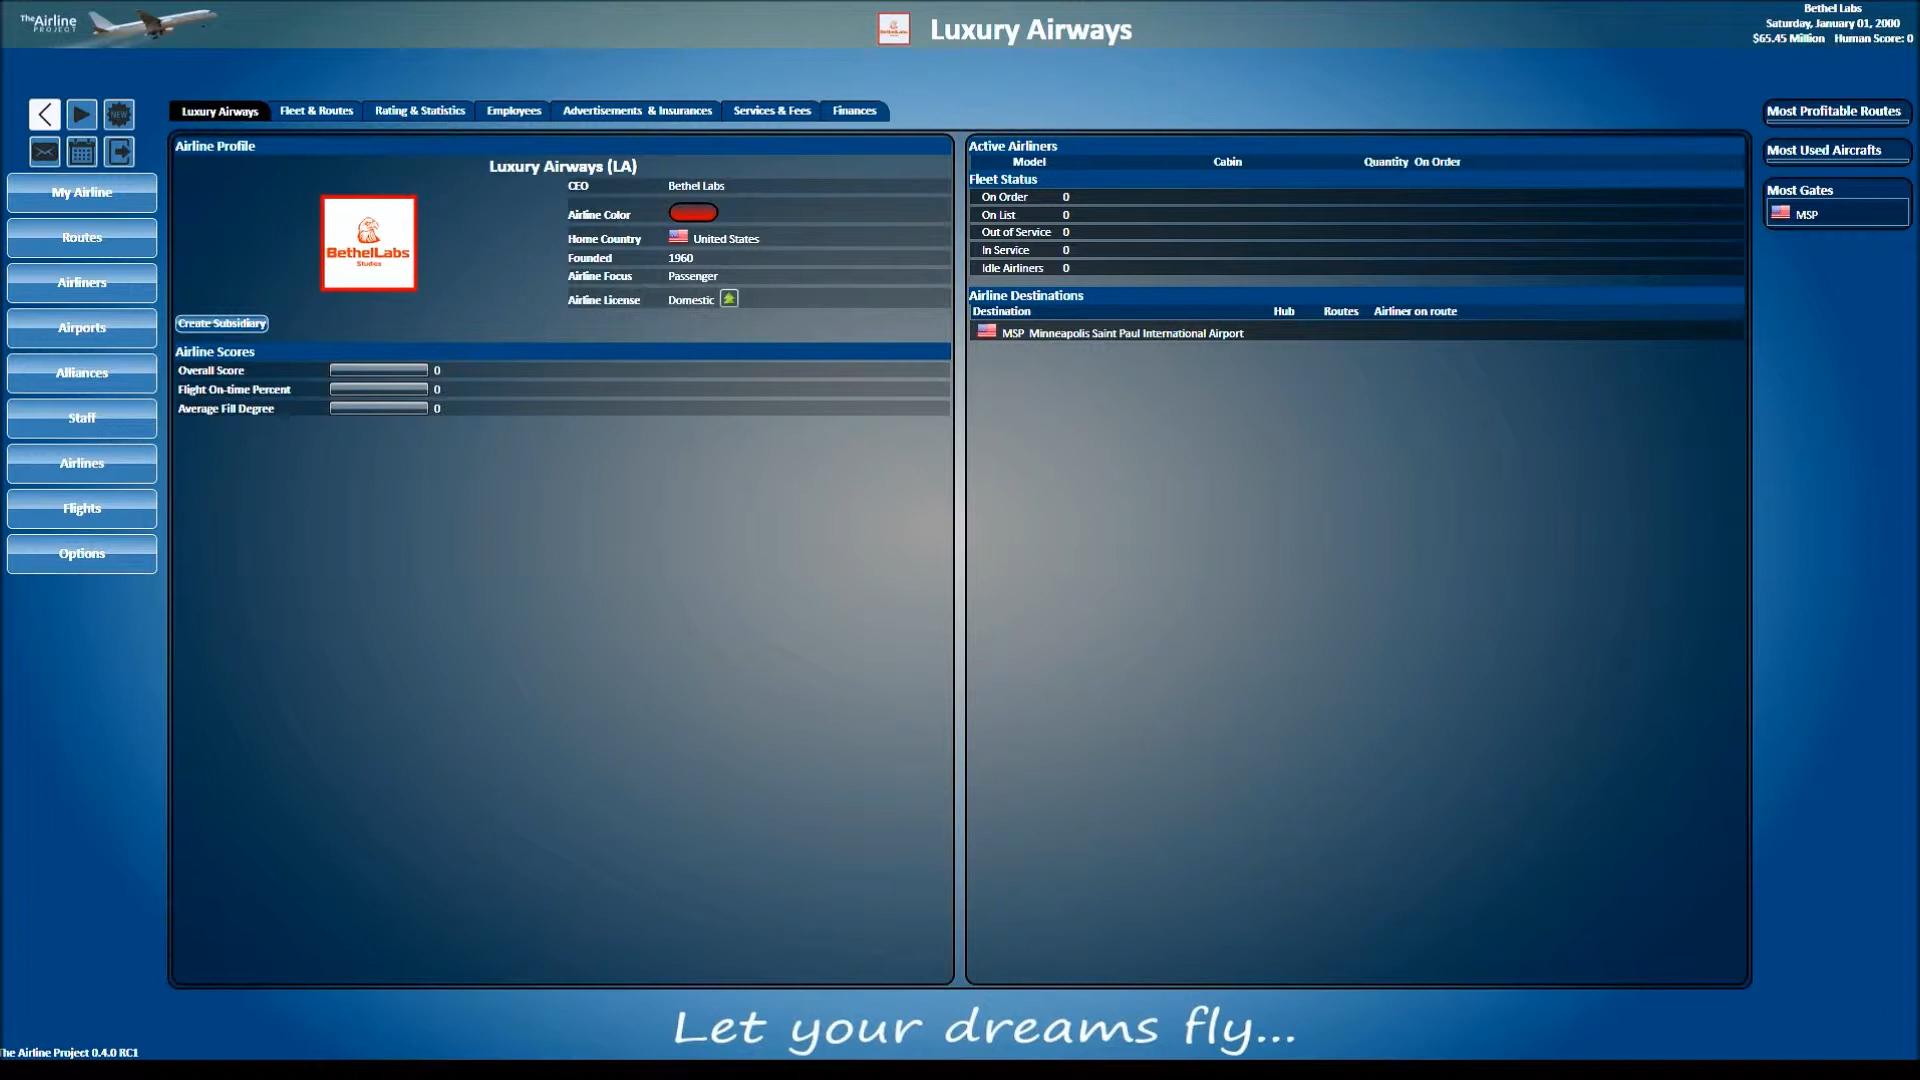 TheAirline
PROJECT
Luxury Airways
Bethel Labs
Saturday, January 01, 2000
$65.45 Million Human Score: 0
NEW
My Airline
Routes
Airliners
Airports
Alliances
Staff
Airlines
Flights
Options
Luxury Airways Fleet & Routes Rating & Statistics Employees Advertisements & Insurances Services & Fees Finances
Airline Profile
Luxury Airways (LA)
BethelLabs
Studios
CEO Bethel Labs
Airline Color
Home Country United States
Founded 1960
Airline Focus Passenger
Airline License Domestic
Create Subsidiary
Airline Scores
Overall Score 0
Flight On-time Percent 0
Average Fill Degree 0
Active Airliners
Model Cabin Quantity On Order
Fleet Status
On Order 0
On List 0
Out of Service 0
In Service 0
Idle Airliners 0
Airline Destinations
Destination Hub Routes Airliner on route
MSP Minneapolis Saint Paul International Airport
Most Profitable Routes
Most Used Aircrafts
Most Gates
MSP
Let your dreams fly...
The Airline Project 0.4.0 RC1